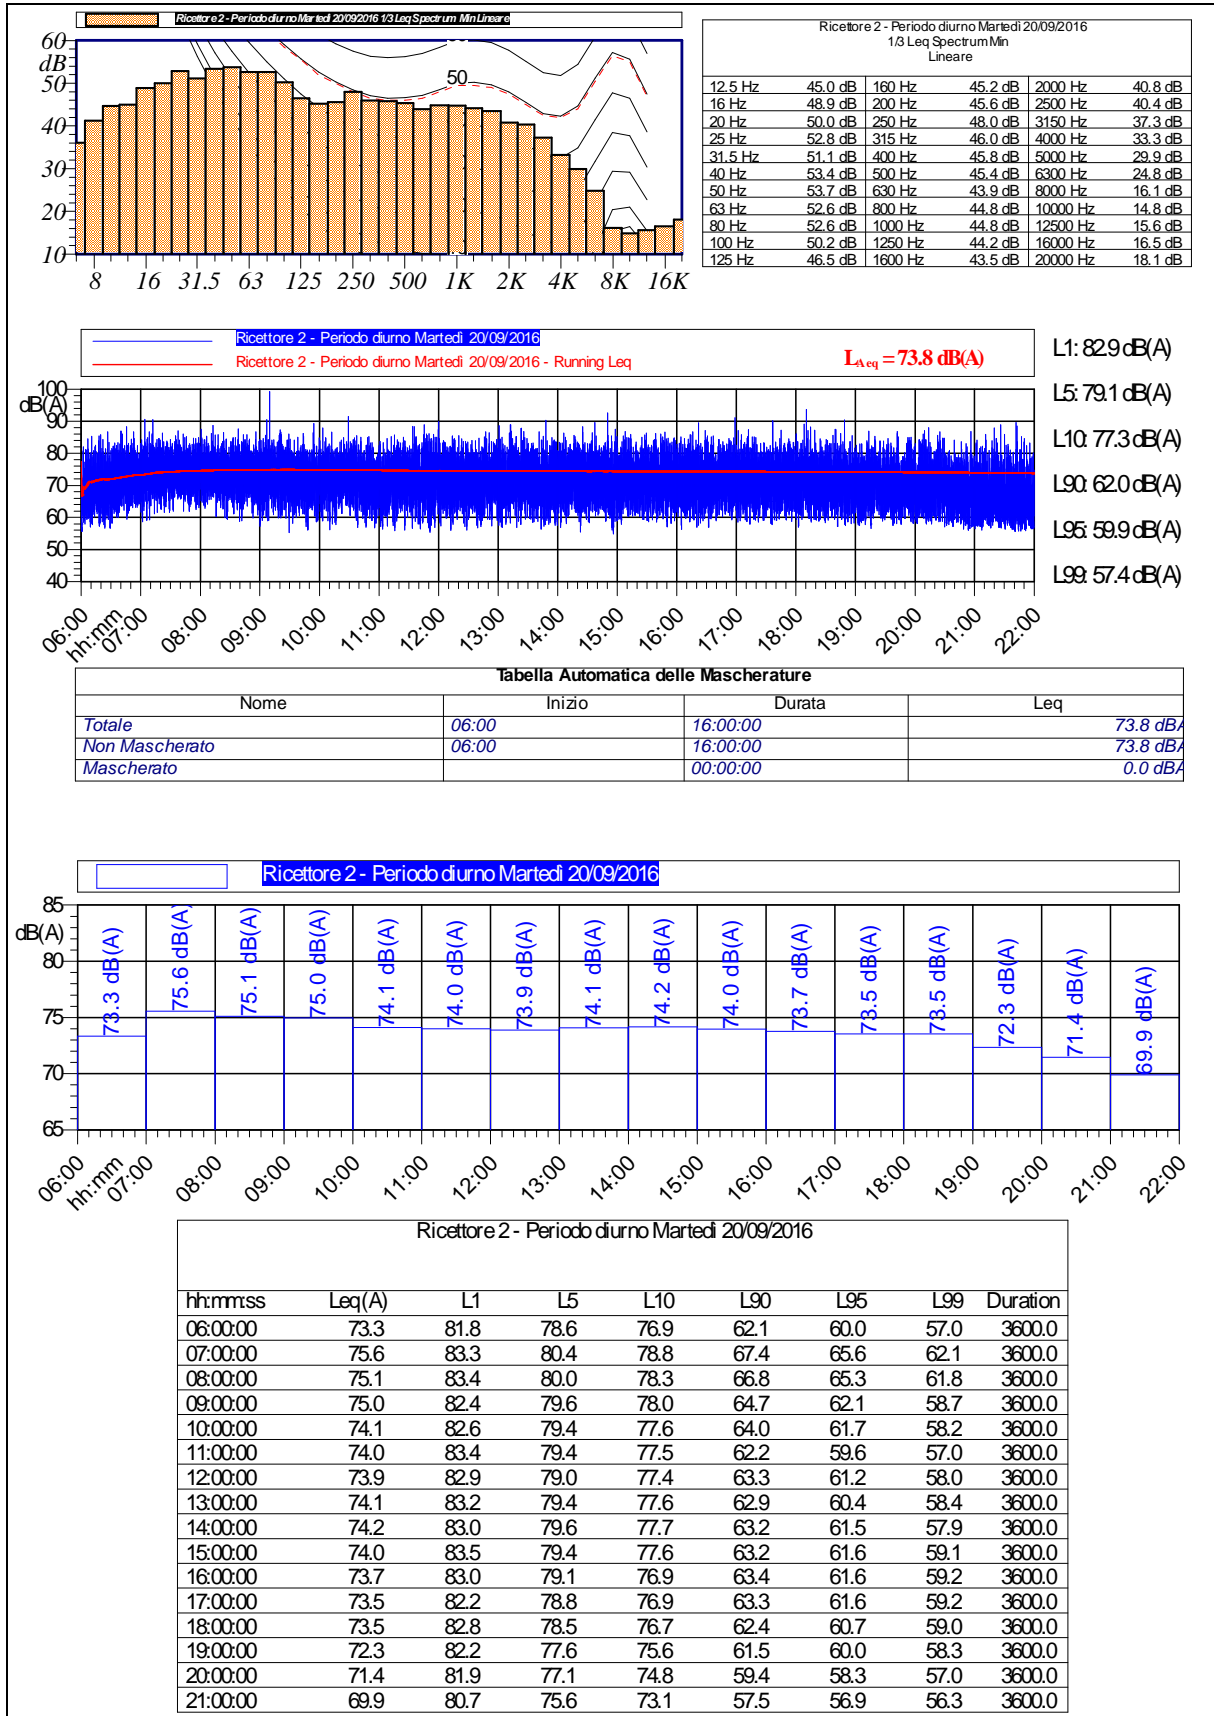 Ricettore 2 - Periodo diurno Martedì 20/09/2016 1/3 Leq Spectrum Min Lineare
60
dB
50
40
30
20
10
50
8 16 31.5 63 125 250 500 1K 2K 4K 8K 16K
Ricettore 2 - Periodo diurno Martedì 20/09/2016
1/3 Leq Spectrum Min
Lineare
12.5 Hz 45.0 dB 160 Hz 45.2 dB 2000 Hz 40.8 dB
16 Hz 48.9 dB 200 Hz 45.6 dB 2500 Hz 40.4 dB
20 Hz 50.0 dB 250 Hz 48.0 dB 3150 Hz 37.3 dB
25 Hz 52.8 dB 315 Hz 46.0 dB 4000 Hz 33.3 dB
31.5 Hz 51.1 dB 400 Hz 45.8 dB 5000 Hz 29.9 dB
40 Hz 53.4 dB 500 Hz 45.4 dB 6300 Hz 24.8 dB
50 Hz 53.7 dB 630 Hz 43.9 dB 8000 Hz 16.1 dB
63 Hz 52.6 dB 800 Hz 44.8 dB 10000 Hz 14.8 dB
80 Hz 52.6 dB 1000 Hz 44.8 dB 12500 Hz 15.6 dB
100 Hz 50.2 dB 1250 Hz 44.2 dB 16000 Hz 16.5 dB
125 Hz 46.5 dB 1600 Hz 43.5 dB 20000 Hz 18.1 dB
Ricettore 2 - Periodo diurno Martedì 20/09/2016
Ricettore 2 - Periodo diurno Martedì 20/09/2016 - Running Leq
LAeq = 73.8 dB(A)
L1: 82.9 dB(A)
L5: 79.1 dB(A)
L10: 77.3 dB(A)
L90: 62.0 dB(A)
L95: 59.9 dB(A)
L99: 57.4 dB(A)
100
dB(A)
90
80
70
60
50
40
06:00 hh:mm 07:00 08:00 09:00 10:00 11:00 12:00 13:00 14:00 15:00 16:00 17:00 18:00 19:00 20:00 21:00 22:00
Tabella Automatica delle Mascherature
Nome Inizio Durata Leq
Totale 06:00 16:00:00 73.8 dBA
Non Mascherato 06:00 16:00:00 73.8 dBA
Mascherato 00:00:00 0.0 dBA
Ricettore 2 - Periodo diurno Martedì 20/09/2016
85
dB(A)
80
75
70
65
73.3 dB(A)
75.6 dB(A)
75.1 dB(A)
75.0 dB(A)
74.1 dB(A)
74.0 dB(A)
73.9 dB(A)
74.1 dB(A)
74.2 dB(A)
74.0 dB(A)
73.7 dB(A)
73.5 dB(A)
73.5 dB(A)
72.3 dB(A)
71.4 dB(A)
69.9 dB(A)
06:00 hh:mm 07:00 08:00 09:00 10:00 11:00 12:00 13:00 14:00 15:00 16:00 17:00 18:00 19:00 20:00 21:00 22:00
Ricettore 2 - Periodo diurno Martedì 20/09/2016
hh:mm:ss Leq(A) L1 L5 L10 L90 L95 L99 Duration
06:00:00 73.3 81.8 78.6 76.9 62.1 60.0 57.0 3600.0
07:00:00 75.6 83.3 80.4 78.8 67.4 65.6 62.1 3600.0
08:00:00 75.1 83.4 80.0 78.3 66.8 65.3 61.8 3600.0
09:00:00 75.0 82.4 79.6 78.0 64.7 62.1 58.7 3600.0
10:00:00 74.1 82.6 79.4 77.6 64.0 61.7 58.2 3600.0
11:00:00 74.0 83.4 79.4 77.5 62.2 59.6 57.0 3600.0
12:00:00 73.9 82.9 79.0 77.4 63.3 61.2 58.0 3600.0
13:00:00 74.1 83.2 79.4 77.6 62.9 60.4 58.4 3600.0
14:00:00 74.2 83.0 79.6 77.7 63.2 61.5 57.9 3600.0
15:00:00 74.0 83.5 79.4 77.6 63.2 61.6 59.1 3600.0
16:00:00 73.7 83.0 79.1 76.9 63.4 61.6 59.2 3600.0
17:00:00 73.5 82.2 78.8 76.9 63.3 61.6 59.2 3600.0
18:00:00 73.5 82.8 78.5 76.7 62.4 60.7 59.0 3600.0
19:00:00 72.3 82.2 77.6 75.6 61.5 60.0 58.3 3600.0
20:00:00 71.4 81.9 77.1 74.8 59.4 58.3 57.0 3600.0
21:00:00 69.9 80.7 75.6 73.1 57.5 56.9 56.3 3600.0